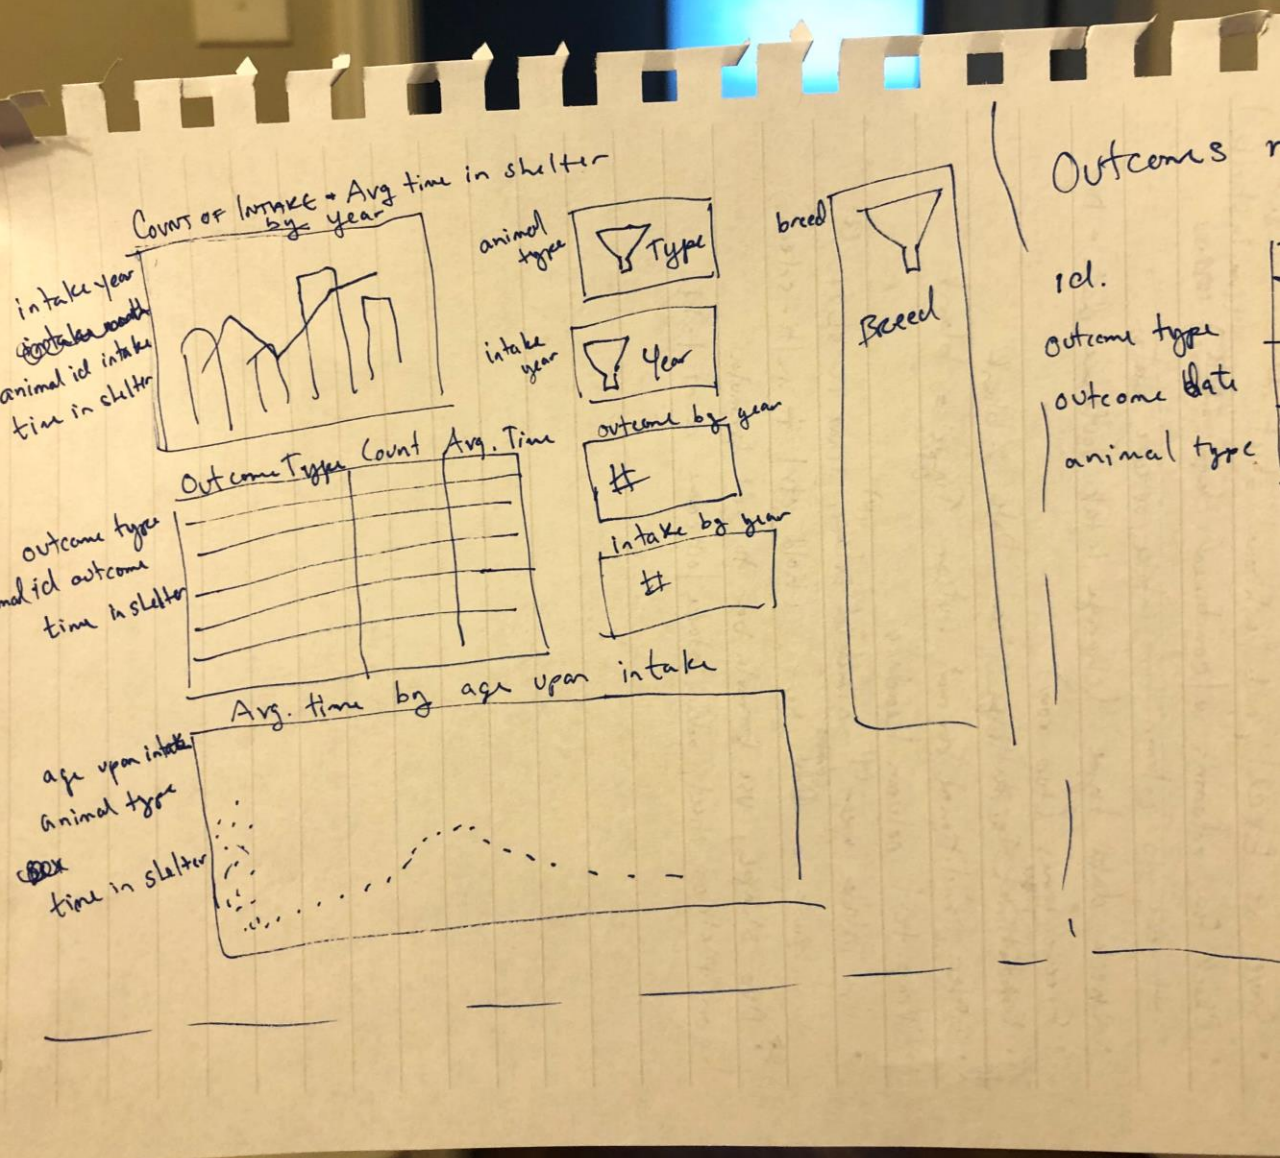 Count of Intake + Avg time in shelter
by year
intake year
animal id intake
time in shelter
animal
type
Type
intake
year
Year
outcome by year
#
intake by year
#
breed
Breed
Outcome Type Count Avg. Time
outcome type
id outcome
time in shelter
Avg. time by age upon intake
age upon intake
animal type
time in shelter
Outcomes
id.
outcome type
outcome date
animal type